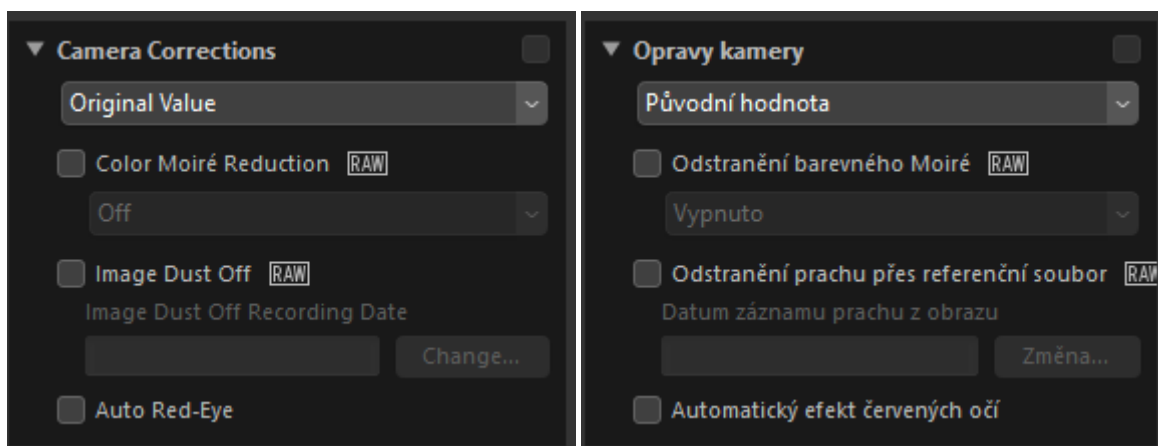 Camera Corrections
Original Value
Color Moiré Reduction RAW
Off
Image Dust Off RAW
Image Dust Off Recording Date
Change...
Auto Red-Eye
Opravy kamery
Původní hodnota
Odstranění barevného Moiré RAW
Vypnuto
Odstranění prachu přes referenční soubor RAW
Datum záznamu prachu z obrazu
Změna...
Automatický efekt červených očí